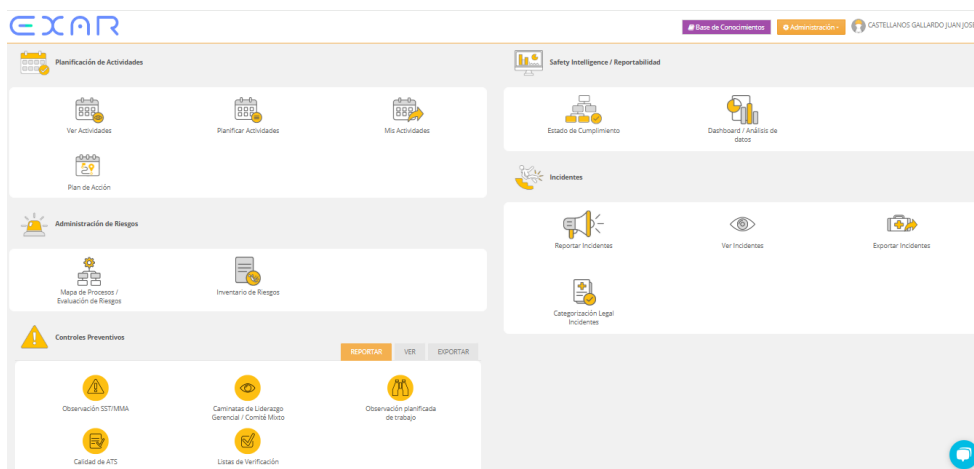 EXAR
Base de Conocimientos
Administración
CASTELLANOS GALLARDO JUAN JOSE
Planificación de Actividades
Ver Actividades
Planificar Actividades
Mis Actividades
Plan de Acción
Administración de Riesgos
Mapa de Procesos /
Evaluación de Riesgos
Inventario de Riesgos
Controles Preventivos
REPORTAR
VER
EXPORTAR
Observación SST/MMA
Caminatas de Liderazgo
Gerencial / Comité Mixto
Observación planificada
de trabajo
Calidad de ATS
Listas de Verificación
Safety Intelligence / Reportabilidad
Estado de Cumplimiento
Dashboard / Análisis de
datos
Incidentes
Reportar Incidentes
Ver Incidentes
Exportar Incidentes
Categorización Legal
Incidentes